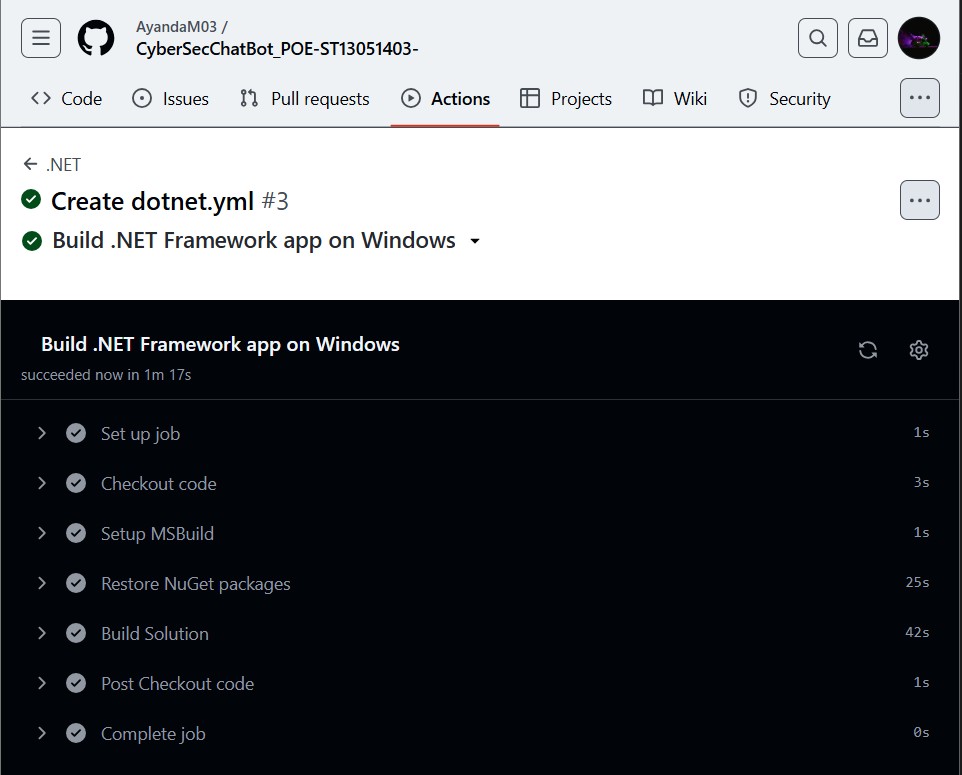 AyandaM03 /
CyberSecChatBot_POE-ST13051403-
Code Issues Pull requests Actions Projects Wiki Security
.NET
Create dotnet.yml #3
Build .NET Framework app on Windows
Build .NET Framework app on Windows
succeeded now in 1m 17s
Set up job 1s
Checkout code 3s
Setup MSBuild 1s
Restore NuGet packages 25s
Build Solution 42s
Post Checkout code 1s
Complete job 0s